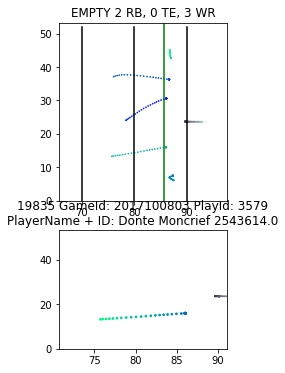 EMPTY 2 RB, 0 TE, 3 WR
50
40
30
20
10
0
70 80 90
19835 GameId: 2017100803 PlayId: 3579
PlayerName + ID: Donte Moncrief 2543614.0
40
20
0
75 80 85 90